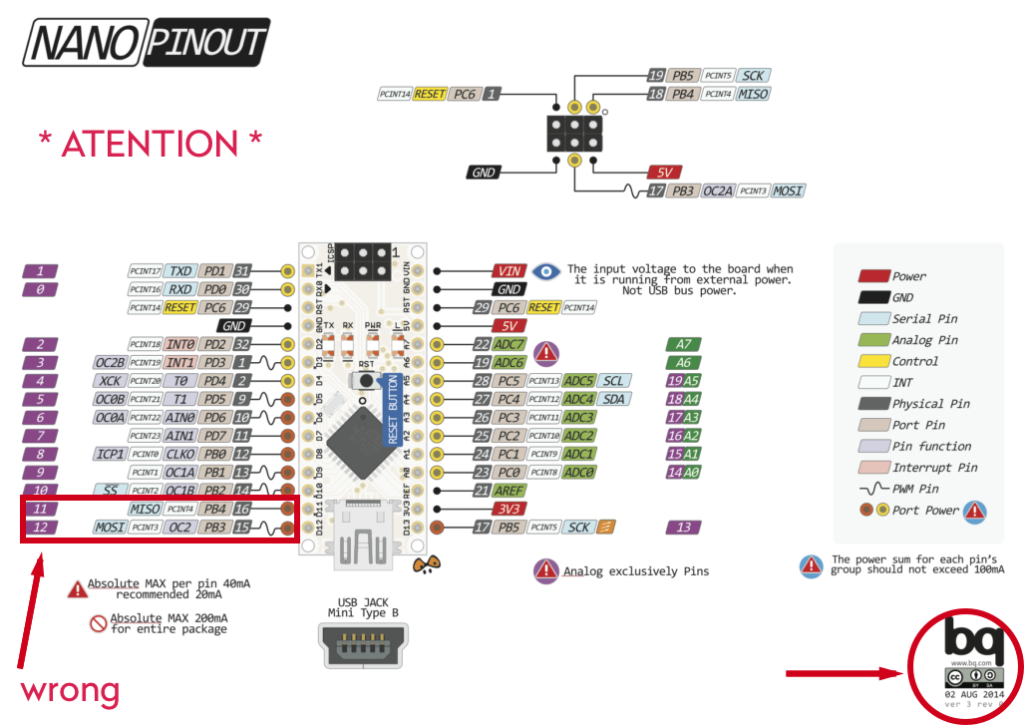 NANO PINOUT
* ATENTION *
19 PB5 PCINT5 SCK
PCINT14 RESET PC6 1
18 PB4 PCINT4 MISO
GND
5V
17 PB3 OC2A PCINT3 MOSI
1 PCINT17 TXD PD1 31
0 PCINT16 RXD PD0 30
PCINT14 RESET PC6 29
GND
2 PCINT18 INT0 PD2 32
3 OC2B PCINT19 INT1 PD3 1
4 XCK PCINT20 T0 PD4 2
5 OC0B PCINT21 T1 PD5 9
6 OC0A PCINT22 AIN0 PD6 10
7 PCINT23 AIN1 PD7 11
8 ICP1 PCINT0 CLKO PB0 12
9 PCINT1 OC1A PB1 13
10 SS PCINT2 OC1B PB2 14
11 MISO PCINT4 PB4 16
12 MOSI PCINT3 OC2 PB3 15
ICSP
1
TX1
RX0
RST
GND
D2
D3
D4
D5
D6
D7
D8
D9
D10
D11
D12
TX RX PWR L
RST
RESET BUTTON
VIN
GND
RST
5V
A7
A6
A5
A4
A3
A2
A1
A0
REF
3V3
D13
VIN
The input voltage to the board when
it is running from external power.
Not USB bus power.
GND
29 PC6 RESET PCINT14
5V
22 ADC7 A7
19 ADC6 A6
28 PC5 PCINT13 ADC5 SCL 19 A5
27 PC4 PCINT12 ADC4 SDA 18 A4
26 PC3 PCINT11 ADC3 17 A3
25 PC2 PCINT10 ADC2 16 A2
24 PC1 PCINT9 ADC1 15 A1
23 PC0 PCINT8 ADC0 14 A0
21 AREF
3V3
17 PB5 PCINT5 SCK 13
Power
GND
Serial Pin
Analog Pin
Control
INT
Physical Pin
Port Pin
Pin function
Interrupt Pin
PWM Pin
Port Power
Analog exclusively Pins
The power sum for each pin's
group should not exceed 100mA
Absolute MAX per pin 40mA
recommended 20mA
Absolute MAX 200mA
for entire package
USB JACK
Mini Type B
wrong
bq
www.bq.com
cc
BY SA
02 AUG 2014
ver 3 rev